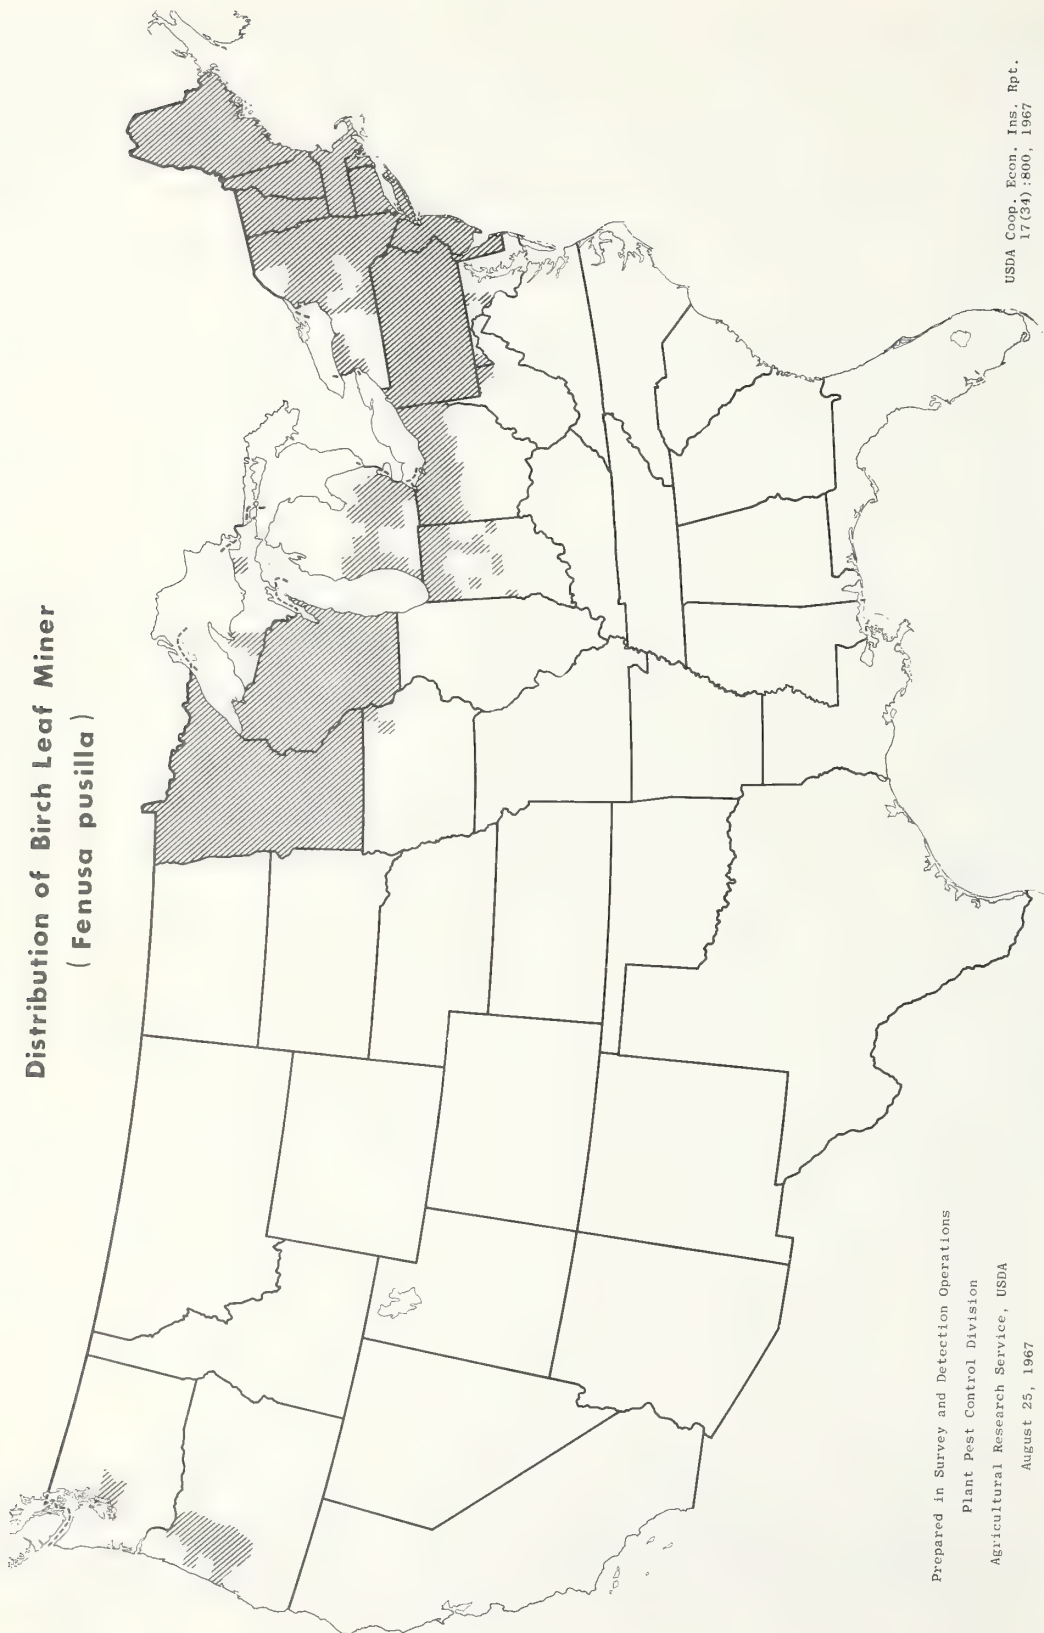 Distribution of Birch Leaf Miner
(Fenusa pusilla)
Prepared in Survey and Detection Operations
Plant Pest Control Division
Agricultural Research Service, USDA
August 25, 1967
USDA Coop. Econ. Ins. Rpt.
17(34):800, 1967